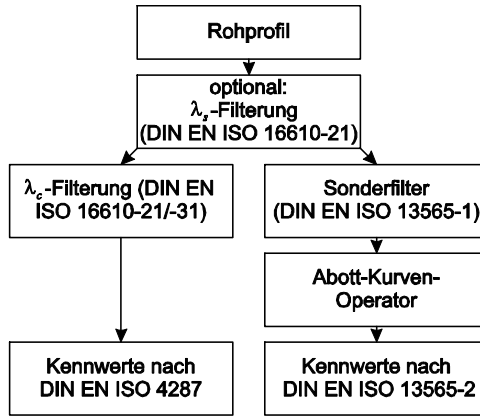 Rohprofil
optional:
λs-Filterung
(DIN EN ISO 16610-21)
λc-Filterung (DIN EN
ISO 16610-21/-31)
Sonderfilter
(DIN EN ISO 13565-1)
Abott-Kurven-
Operator
Kennwerte nach
DIN EN ISO 4287
Kennwerte nach
DIN EN ISO 13565-2